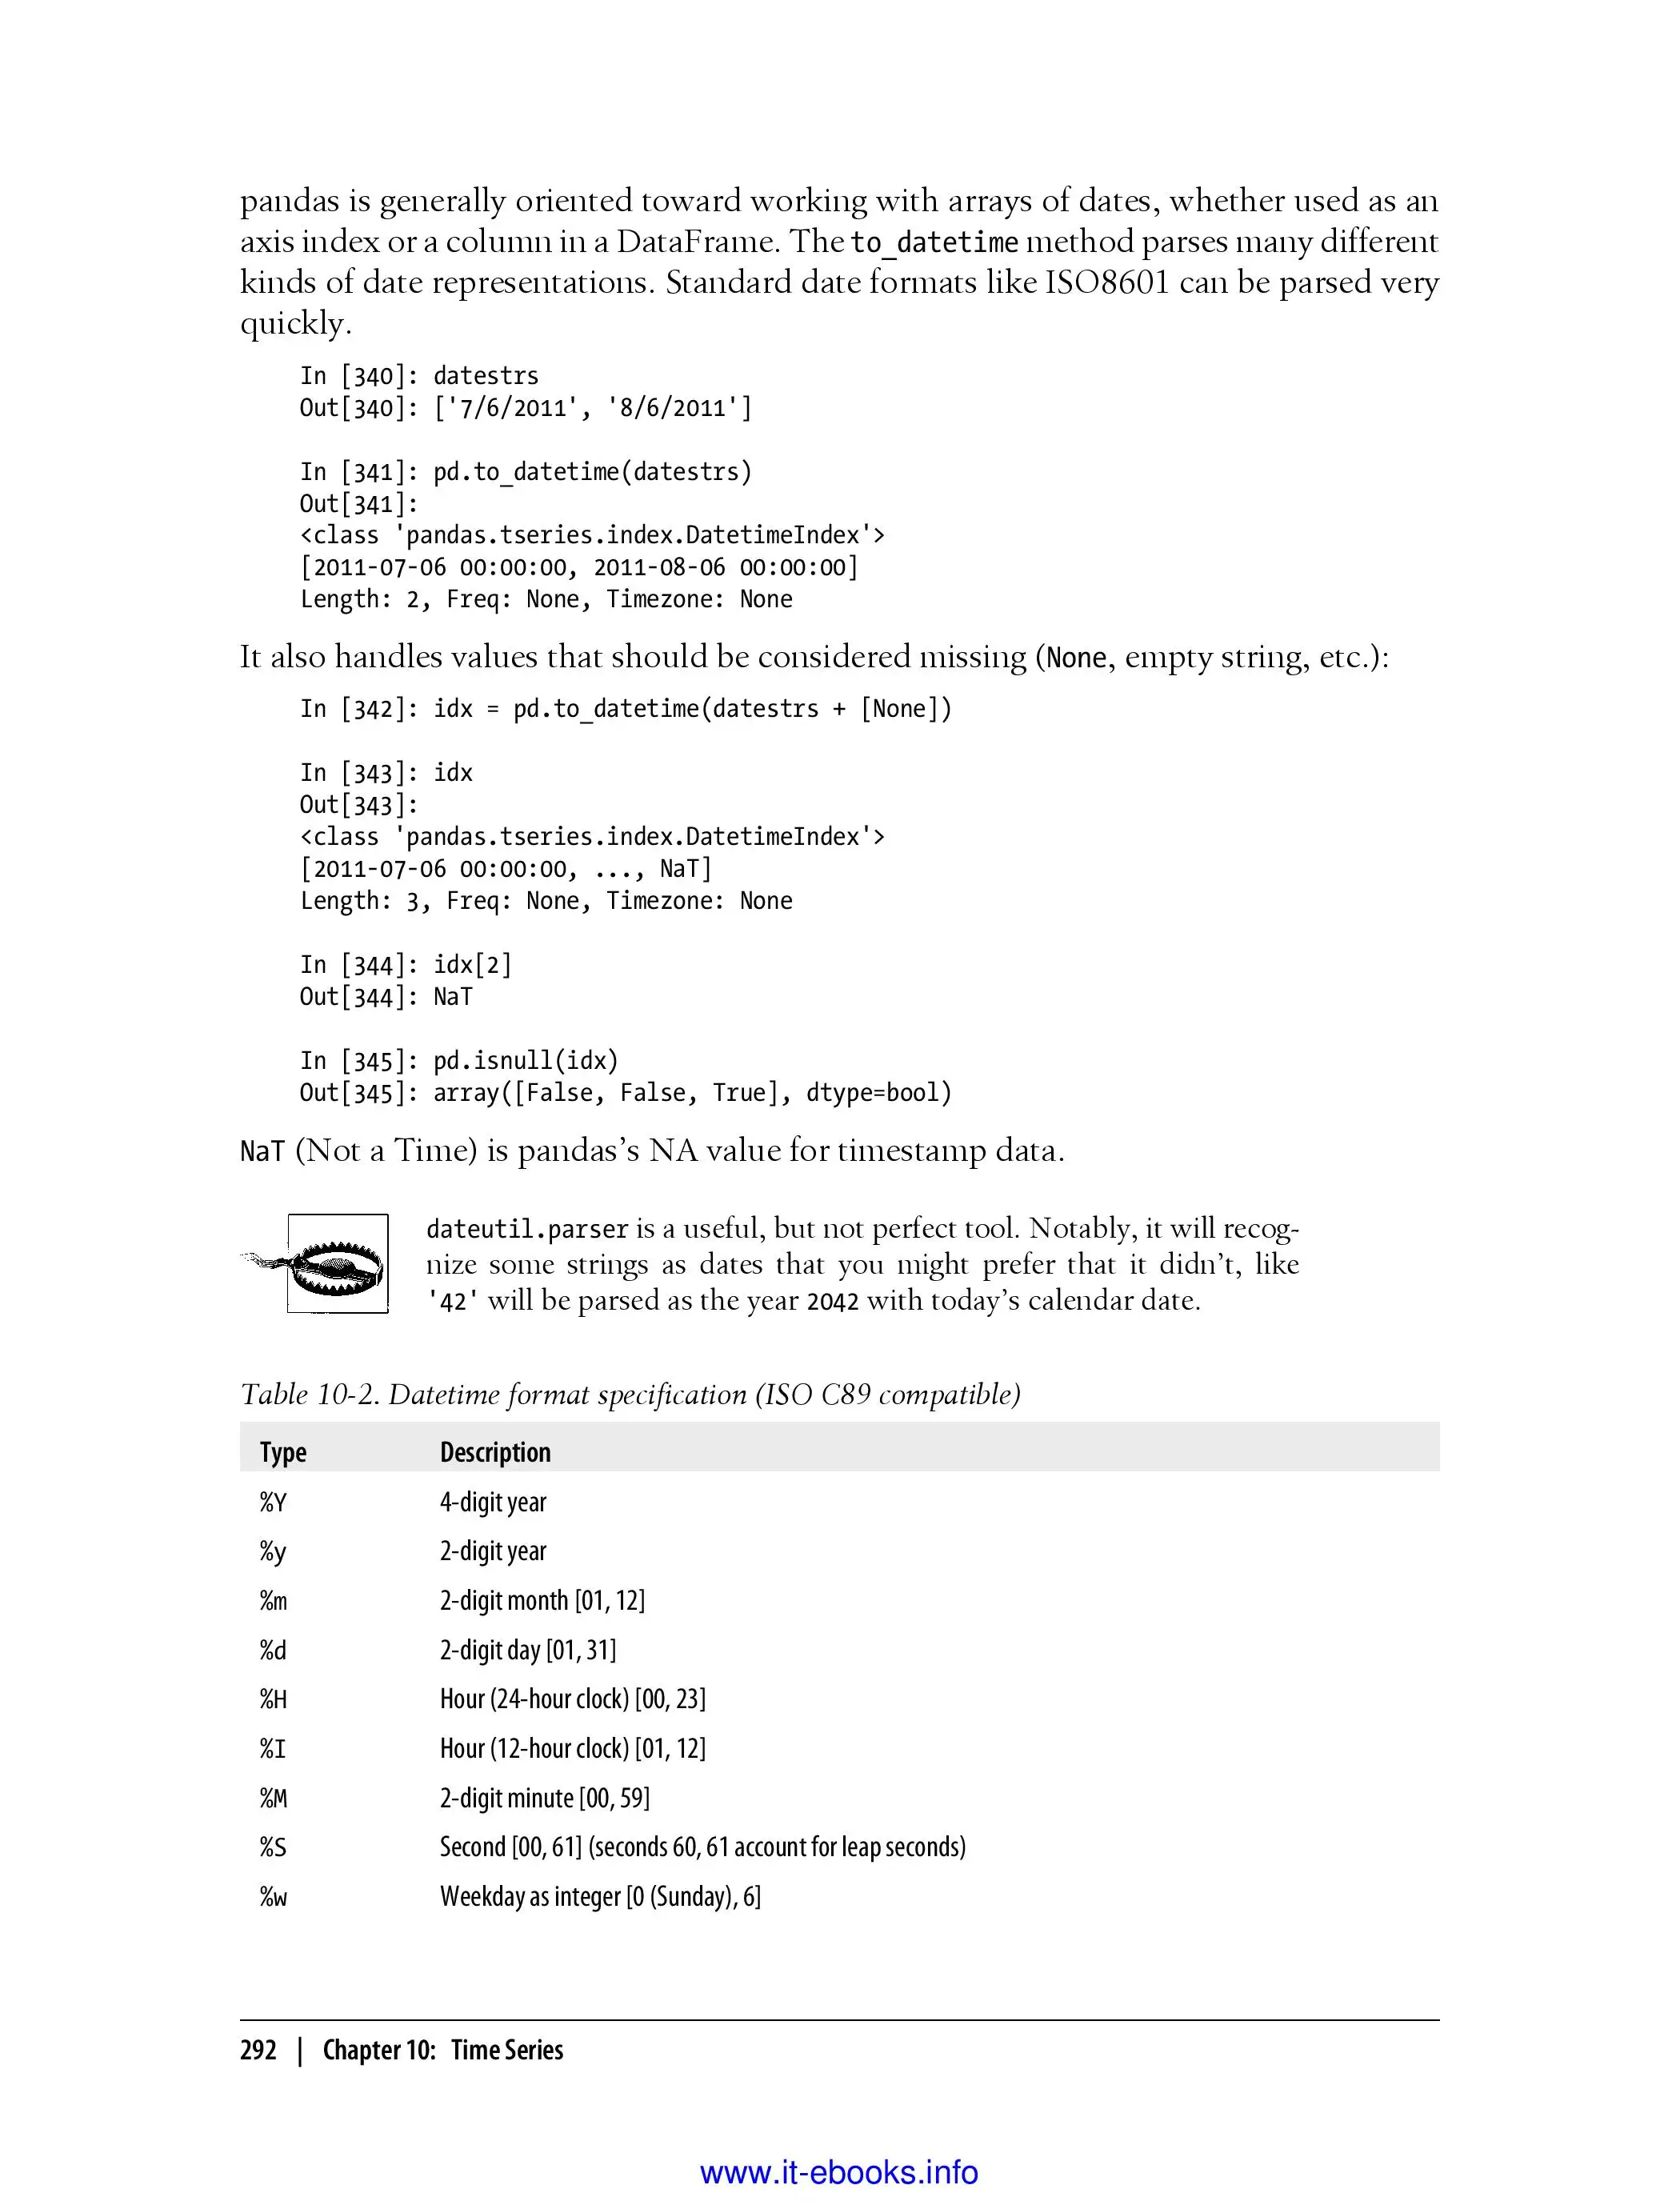 pandas is generally oriented toward working with arrays of dates, whether used as an
axis index or a column in a DataFrame. The to_datetime method parses many different
kinds of date representations. Standard date formats like ISO8601 can be parsed very
quickly.
In [340]: datestrs
Out[340]: ['7/6/2011', '8/6/2011']
In [341]: pd.to_datetime(datestrs)
Out[341]:
<class 'pandas.tseries.index.DatetimeIndex'>
[2011-07-06 00:00:00, 2011-08-06 00:00:00]
Length: 2, Freq: None, Timezone: None
It also handles values that should be considered missing (None, empty string, etc.):
In [342]: idx = pd.to_datetime(datestrs + [None])
In [343]: idx
Out[343]:
<class 'pandas.tseries.index.DatetimeIndex'>
[2011-07-06 00:00:00, ..., NaT]
Length: 3, Freq: None, Timezone: None
In [344]: idx[2]
Out[344]: NaT
In [345]: pd.isnull(idx)
Out[345]: array([False, False, True], dtype=bool)
NaT (Not a Time) is pandas’s NA value for timestamp data.
dateutil.parser is a useful, but not perfect tool. Notably, it will recog-
nize some strings as dates that you might prefer that it didn’t, like
'42' will be parsed as the year 2042 with today’s calendar date.
Table 10-2. Datetime format specification (ISO C89 compatible)
Type Description
%Y 4-digit year
%y 2-digit year
%m 2-digit month [01, 12]
%d 2-digit day [01, 31]
%H Hour (24-hour clock) [00, 23]
%I Hour (12-hour clock) [01, 12]
%M 2-digit minute [00, 59]
%S Second [00, 61] (seconds 60, 61 account for leap seconds)
%w Weekday as integer [0 (Sunday), 6]
292 | Chapter 10: Time Series
www.it-ebooks.info